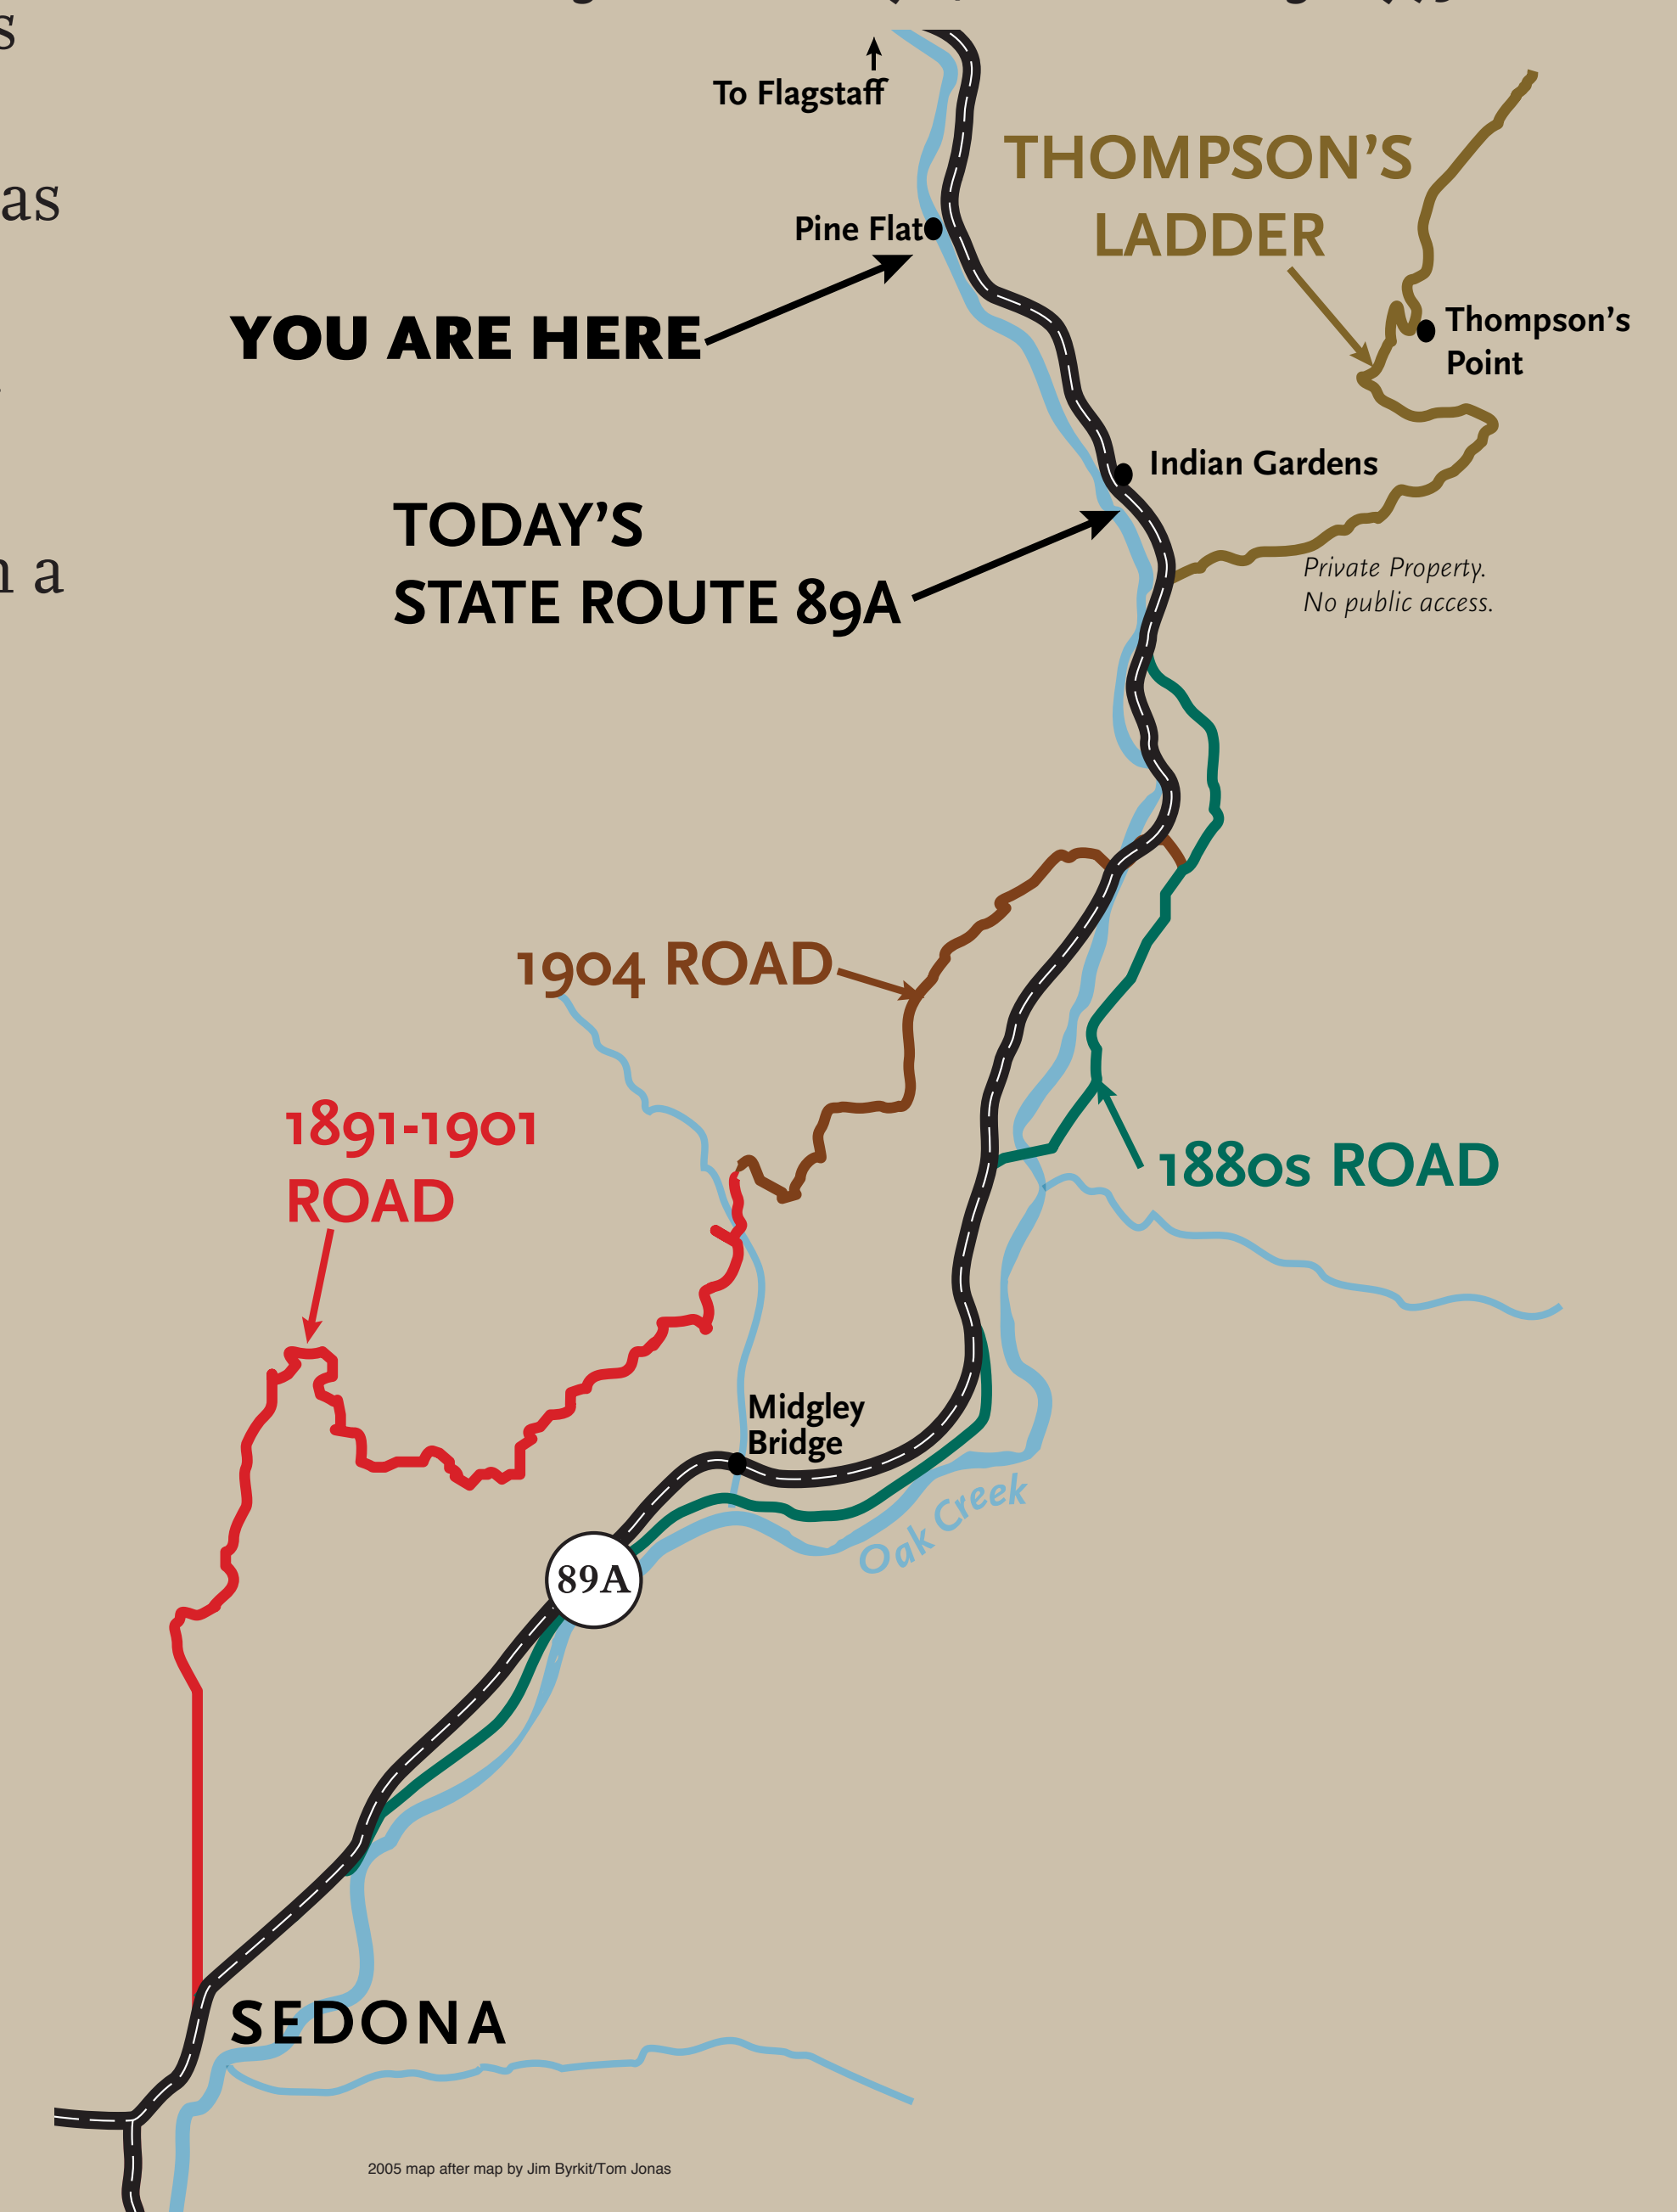 s
as
n a
To Flagstaff
THOMPSON'S
LADDER
Pine Flat
YOU ARE HERE
Thompson's
Point
Indian Gardens
TODAY'S
STATE ROUTE 89A
Private Property.
No public access.
1904 ROAD
1891-1901
ROAD
1880s ROAD
Midgley
Bridge
Oak Creek
89A
SEDONA
2005 map after map by Jim Byrkit/Tom Jonas